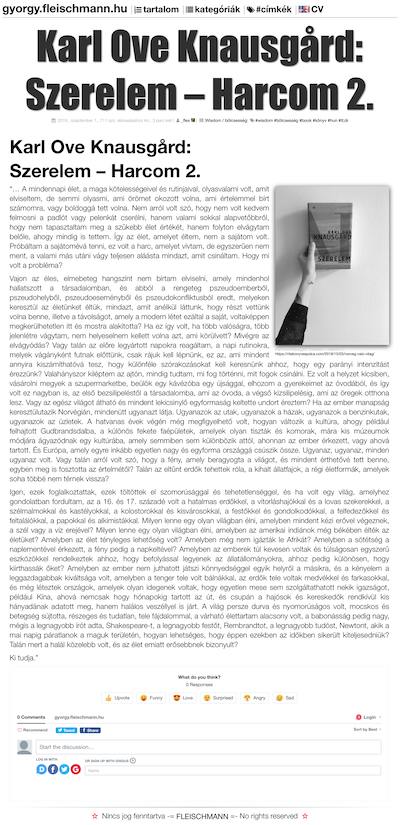 gyorgy.fleischmann.hu | tartalom | kategóriák | #címkék | CV
Karl Ove Knausgård:
Szerelem – Harcom 2.
Karl Ove Knausgård:
Szerelem – Harcom 2.
"… A mindennapi élet, a maga kötelességeivel és rutinjaival, olyasvalami volt, amit
elviseltem, de semmi olyasmi, ami örömet okozott volna, ami értelemmel bírt
számomra, vagy boldoggá tett volna. Nem arról volt szó, hogy nem volt kedvem
felmosni a padlót vagy pelenkát cserélni, hanem valami sokkal alapvetőbbről,
hogy nem tapasztaltam meg a szűkebb élet értékét, hanem folyton elvágytam
belőle, ahogy mindig is tettem. Így az élet, amelyet éltem, nem a sajátom volt.
Próbáltam a sajátommá tenni, ez volt a harc, amelyet vívtam, de egyszerűen nem
ment, a valami más utáni vágy teljesen aláásta mindazt, amit csináltam. Hogy mi
volt a probléma?
Vajon az éles, elmebeteg hangszínt nem bírtam elviselni, amely mindenhol
hallatszott a társadalomban, és abból a rengeteg pszeudoemberből,
pszeudohelyből, pszeudoeseményből és pszeudokonfliktusból eredt, melyeken
keresztül az életünket éltük, mindazt, amit anélkül láttunk, hogy részt vettünk
volna benne, illetve a távolságot, amely a modern létet ezáltal a saját, voltaképpen
megkerülhetetlen itt és mostra alakította? Ha ez így volt, ha több valóságra, több
jelenlétre vágytam, nem helyeselnem kellett volna azt, ami körülvett? Mivégre az
elvágyódás? Vagy talán az előre legyártott napokra reagáltam, a napi rutinokra,
melyek vágányként futnak előttünk, csak rájuk kell lépnünk, ez az, ami mindent
annyira kiszámíthatóvá tesz, hogy különféle szórakozásokat kell keresnünk ahhoz, hogy egy parányi intenzitást
érezzünk? Valahányszor kiléptem az ajtón, mindig tudtam, mi fog történni, mit fogok csinálni. Ez volt a helyzet kicsiben,
vásárolni megyek a szupermarketbe, beülök egy kávézóba egy újsággal, elhozom a gyerekeimet az óvodából, és így
volt ez nagyban is, az első bezsilipeléstől a társadalomba, ami az óvoda, a végső kizsilipelésig, ami az öregek otthona
lesz. Vagy az egész világot átható és mindent lekicsinylő egyformaság keltette undort éreztem? Ha az ember manapság
keresztülutazik Norvégián, mindenütt ugyanazt látja. Ugyanazok az utak, ugyanazok a házak, ugyanazok a benzinkutak,
ugyanazok az üzletek. A hatvanas évek végén még megfigyelhető volt, hogyan változik a kultúra, ahogy például
felhajtott Gudbrandsdalba, a különös fekete faépületek, amelyek olyan tiszták és komorak, mára kis múzeumok
módjára ágyazódnak egy kultúrába, amely semmiben sem különbözik attól, ahonnan az ember érkezett, vagy ahová
tartott. És Európa, amely egyre inkább egyetlen nagy és egyforma országgá csúszik össze. Ugyanaz, ugyanaz, minden
ugyanaz volt. Vagy talán arról volt szó, hogy a fény, amely beragyogta a világot, és mindent érthetővé tett benne,
egyben meg is fosztotta az értelmétől? Talán az eltűnt erdők tehettek róla, a kihalt állatfajok, a régi életformák, amelyek
soha többé nem térnek vissza?
Igen, ezek foglalkoztattak, ezek töltöttek el szomorúsággal és tehetetlenséggel, és ha volt egy világ, amelyhez
gondolatban fordultam, az a 16. és 17. századé volt a hatalmas erdőkkel, a vitorláshajókkal és a lovas szekerekkel, a
szélmalmokkal és kastélyokkal, a kolostorokkal és kisvárosokkal, a festőkkel és gondolkodókkal, a felfedezőkkel és
feltalálókkal, a papokkal és alkimistákkal. Milyen lenne egy olyan világban élni, amelyben mindent kézi erővel végeznek,
a szél vagy a víz erejével? Milyen lenne egy olyan világban élni, amelyben az amerikai indiánok még békében élték az
életüket? Amelyben az élet tényleges lehetőség volt? Amelyben még nem igázták le Afrikát? Amelyben a sötétség a
naplementével érkezett, a fény pedig a napkeltével? Amelyben az emberek túl kevesen voltak és túlságosan egyszerű
eszközökkel rendelkeztek ahhoz, hogy befolyással legyenek az állatállományokra, ahhoz pedig különösen, hogy
kiirthassák őket? Amelyben az ember nem juthatott játszi könnyedséggel egyik helyről a másikra, és a kényelem a
leggazdagabbak kiváltsága volt, amelyben a tenger tele volt bálnákkal, az erdők tele voltak medvékkel és farkasokkal,
és még léteztek országok, amelyek olyan idegenek voltak, hogy egyetlen mese sem szolgáltathatott nekik igazságot,
például Kína, ahová nemcsak hogy hónapokig tartott az út, és csupán a hajósok és kereskedők rendkívül kis
hányadának adatott meg, hanem halálos veszéllyel is járt. A világ persze durva és nyomorúságos volt, mocskos és
betegség sújtotta, részeges és tudatlan, tele fájdalommal, a várható élettartam alacsony volt, a babonaság pedig nagy,
mégis a legnagyobb írót adta, Shakespearet, a legnagyobb festőt, Rembrandtot, a legnagyobb tudóst, Newtont, akik a
mai napig páratlanok a maguk területén, hogyan lehetséges, hogy éppen ezekben az időkben sikerült kiteljesedniük?
Talán mert a halál közelebb volt, és az élet emiatt erősebbnek bizonyult?
Ki tudja."
What do you think?
0 Responses
Upvote Funny Love Surprised Angry Sad
0 Comments gyorgy.fleischmann.hu Login
Recommend Tweet Share Sort by Best
Start the discussion…
LOG IN WITH
OR SIGN UP WITH DISQUS
Name
Nincs jog fenntartva -= FLEISCHMANN =- No rights reserved